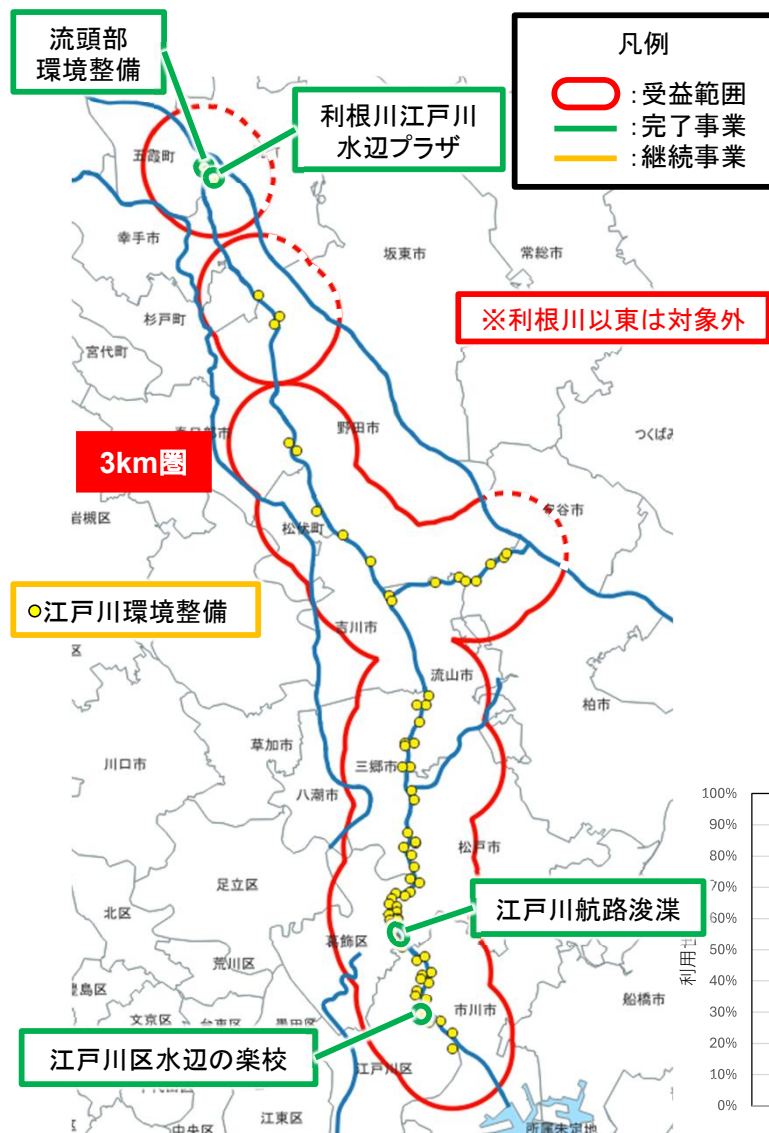 流頭部
環境整備
凡例
:受益範囲
:完了事業
:継続事業
利根川江戸川
水辺プラザ
五霞町
幸手市
坂東市
常総市
※利根川以東は対象外
杉戸町
宮代町
野田市
3km圏
岩槻区
松伏町
○江戸川環境整備
吉川市
流山市
柏市
川口市
草加市
三郷市
八潮市
松戸市
100%
90%
80%
70%
60%
50%
40%
30%
20%
10%
0%
利用
足立区
江戸川航路浚渫
北区
葛飾区
荒川区
船橋市
文京区
市川市
江戸川区水辺の楽校
江戸川区
江東区
中央区
所属未定地